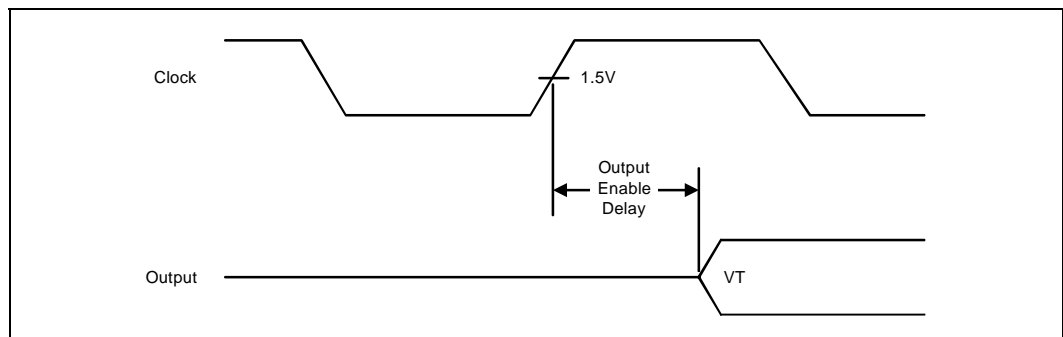 Clock
1.5V
Output
Enable
Delay
Output
VT